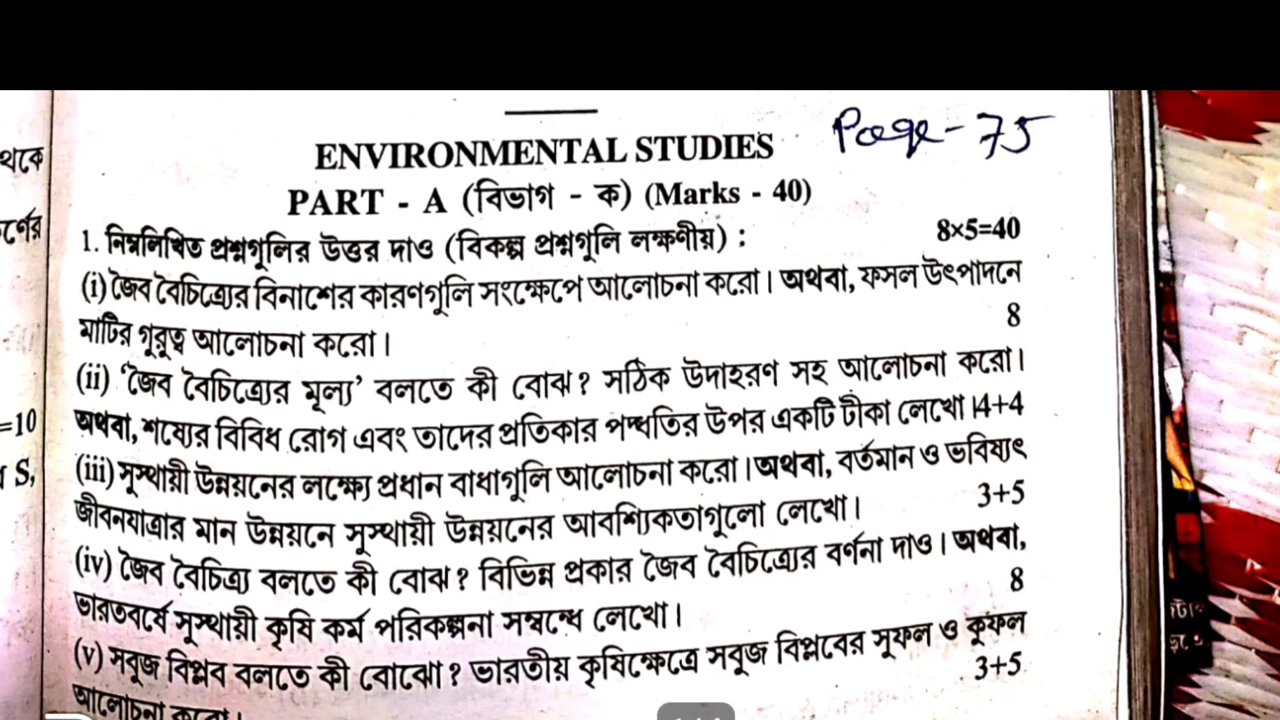 Page-75
ENVIRONMENTAL STUDIES
PART - A (বিভাগ - ক) (Marks - 40)
1. নিম্নলিখিত প্রশ্নগুলির উত্তর দাও (বিকল্প প্রশ্নগুলি লক্ষণীয়) : 8×5=40
(i) জৈব বৈচিত্র্যের বিনাশের কারণগুলি সংক্ষেপে আলোচনা করো। অথবা, ফসল উৎপাদনে
মাটির গুরুত্ব আলোচনা করো। 8
(ii) ‘জৈব বৈচিত্র্যের মূল্য’ বলতে কী বোঝ? সঠিক উদাহরণ সহ আলোচনা করো।
অথবা, শষ্যের বিবিধ রোগ এবং তাদের প্রতিকার পদ্ধতির উপর একটি টীকা লেখো।4+4
(iii) সুস্থায়ী উন্নয়নের লক্ষ্যে প্রধান বাধাগুলি আলোচনা করো। অথবা, বর্তমান ও ভবিষ্যৎ
জীবনযাত্রার মান উন্নয়নে সুস্থায়ী উন্নয়নের আবশ্যিকতাগুলো লেখো। 3+5
(iv) জৈব বৈচিত্র্য বলতে কী বোঝ? বিভিন্ন প্রকার জৈব বৈচিত্র্যের বর্ণনা দাও। অথবা,
ভারতবর্ষে সুস্থায়ী কৃষি কর্ম পরিকল্পনা সম্বন্ধে লেখো। 8
(v) সবুজ বিপ্লব বলতে কী বোঝো? ভারতীয় কৃষিক্ষেত্রে সবুজ বিপ্লবের সুফল ও কুফল
আলোচনা করো। 3+5
থকে
র্ণের
=10
S,